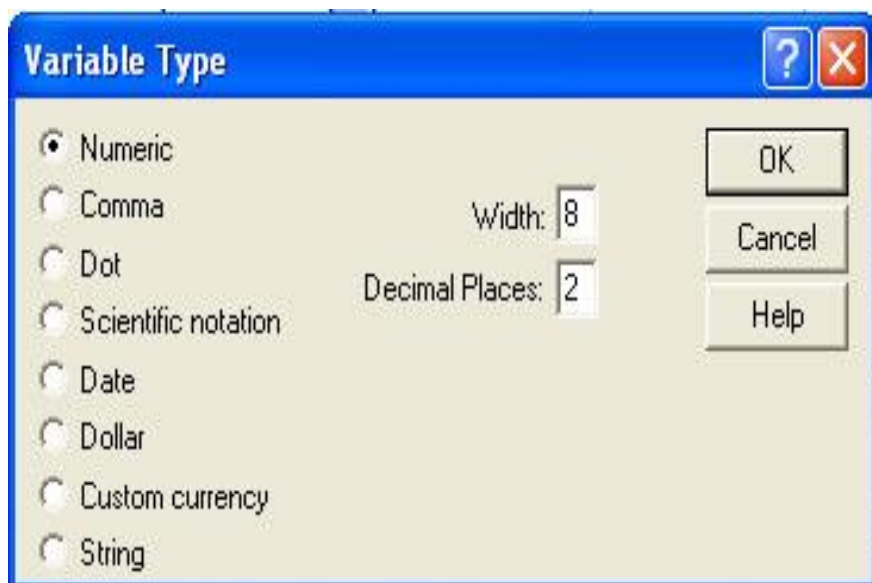 Variable Type
?
Numeric
Comma
Dot
Scientific notation
Date
Dollar
Custom currency
String
Width: 8
Decimal Places: 2
OK
Cancel
Help